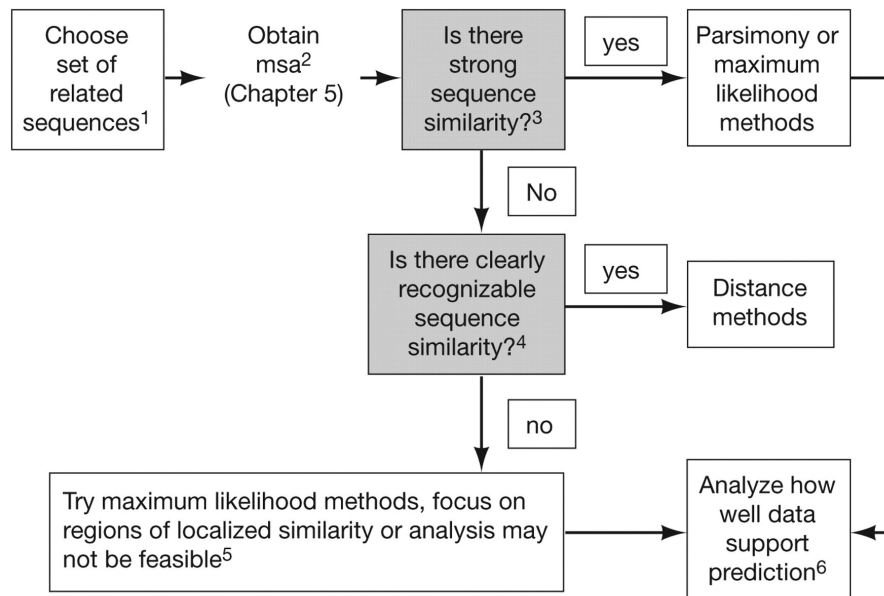 Choose
set of
related
sequences¹
Obtain
msa²
(Chapter 5)
Is there
strong
sequence
similarity?³
yes
Parsimony or
maximum
likelihood
methods
No
Is there clearly
recognizable
sequence
similarity?⁴
yes
Distance
methods
no
Try maximum likelihood methods, focus on
regions of localized similarity or analysis may
not be feasible⁵
Analyze how
well data
support
prediction⁶